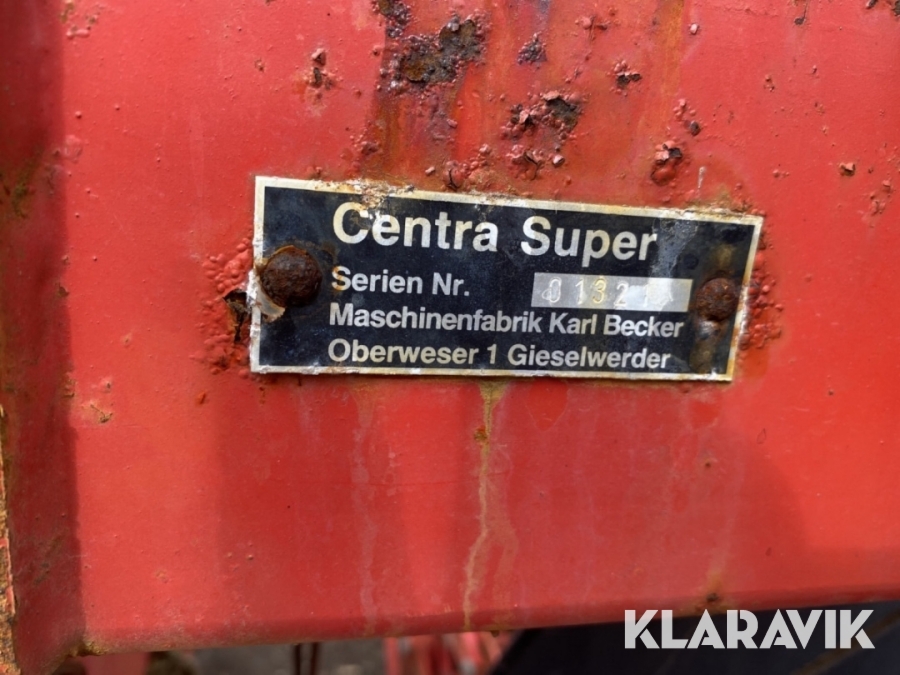 Centra Super
Serien Nr.
Maschinenfabrik Karl Becker
Oberweser 1 Gieselwerder
KLARAVIK